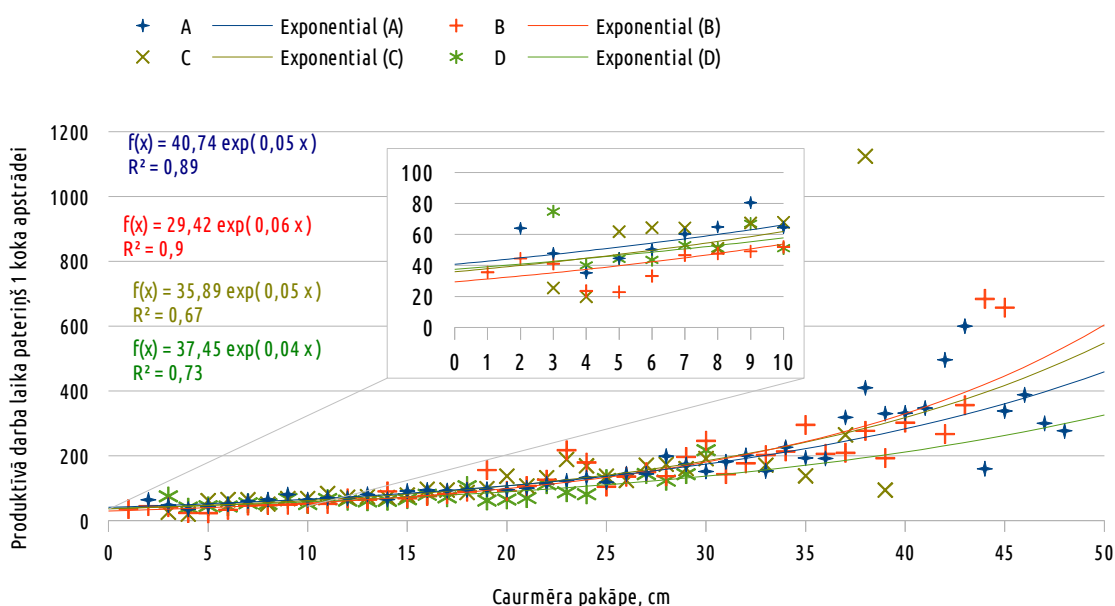 A Exponential (A) B Exponential (B)
C Exponential (C) D Exponential (D)
Produktīvā darba laika pateriņš 1 koka apstrādei
1200
1000
800
600
400
200
0
f(x) = 40,74 exp( 0,05 x )
R² = 0,89
f(x) = 29,42 exp( 0,06 x )
R² = 0,9
f(x) = 35,89 exp( 0,05 x )
R² = 0,67
f(x) = 37,45 exp( 0,04 x )
R² = 0,73
100
80
60
40
20
0
0 1 2 3 4 5 6 7 8 9 10
0 5 10 15 20 25 30 35 40 45 50
Caurmēra pakāpe, cm